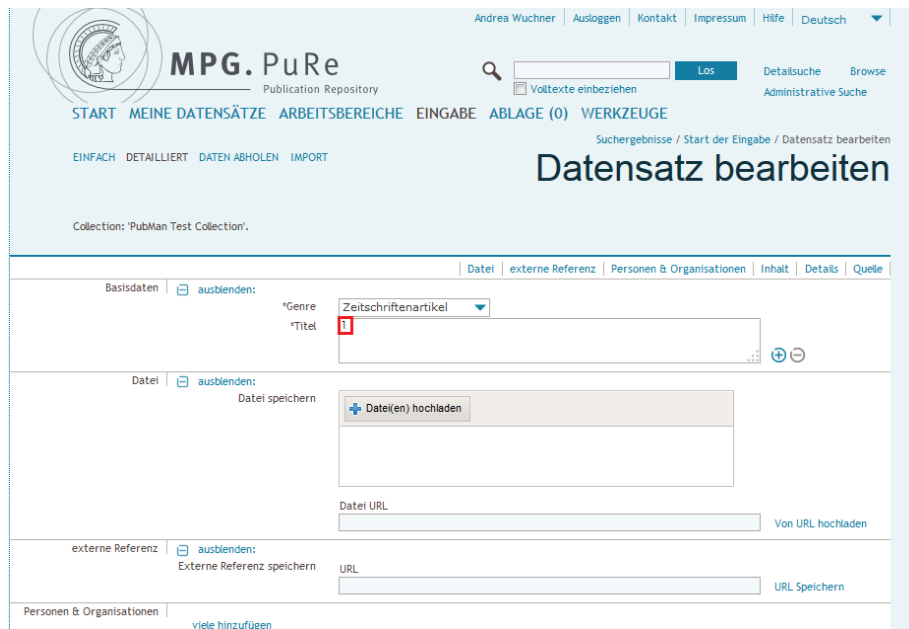 Andrea Wuchner Ausloggen Kontakt Impressum Hilfe Deutsch
MPG. PuRe
Publication Repository
Los
Volltexte einbeziehen
Detailsuche Browse
Administrative Suche
START MEINE DATENSÄTZE ARBEITSBEREICHE EINGABE ABLAGE (0) WERKZEUGE
Suchergebnisse / Start der Eingabe / Datensatz bearbeiten
EINFACH DETAILLIERT DATEN ABHOLEN IMPORT
Datensatz bearbeiten
Collection: 'PubMan Test Collection'.
Datei externe Referenz Personen & Organisationen Inhalt Details Quelle
Basisdaten ausblenden:
*Genre Zeitschriftenartikel
*Titel 1
Datei ausblenden:
Datei speichern
Datei(en) hochladen
Datei URL
Von URL hochladen
externe Referenz ausblenden:
Externe Referenz speichern URL
URL Speichern
Personen & Organisationen
viele hinzufügen